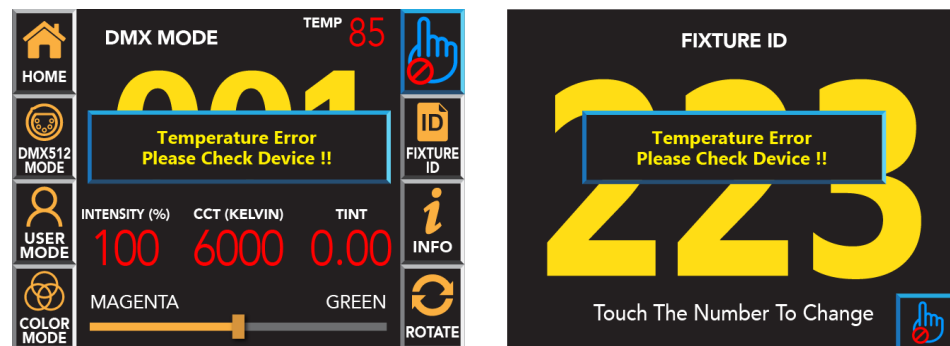 DMX MODE
TEMP 85
HOME
001
Temperature Error
Please Check Device !!
DMX512
MODE
ID
FIXTURE
ID
USER
MODE
INTENSITY (%)
CCT (KELVIN)
TINT
100
6000
0.00
i
INFO
COLOR
MODE
MAGENTA
GREEN
ROTATE
FIXTURE ID
223
Temperature Error
Please Check Device !!
Touch The Number To Change